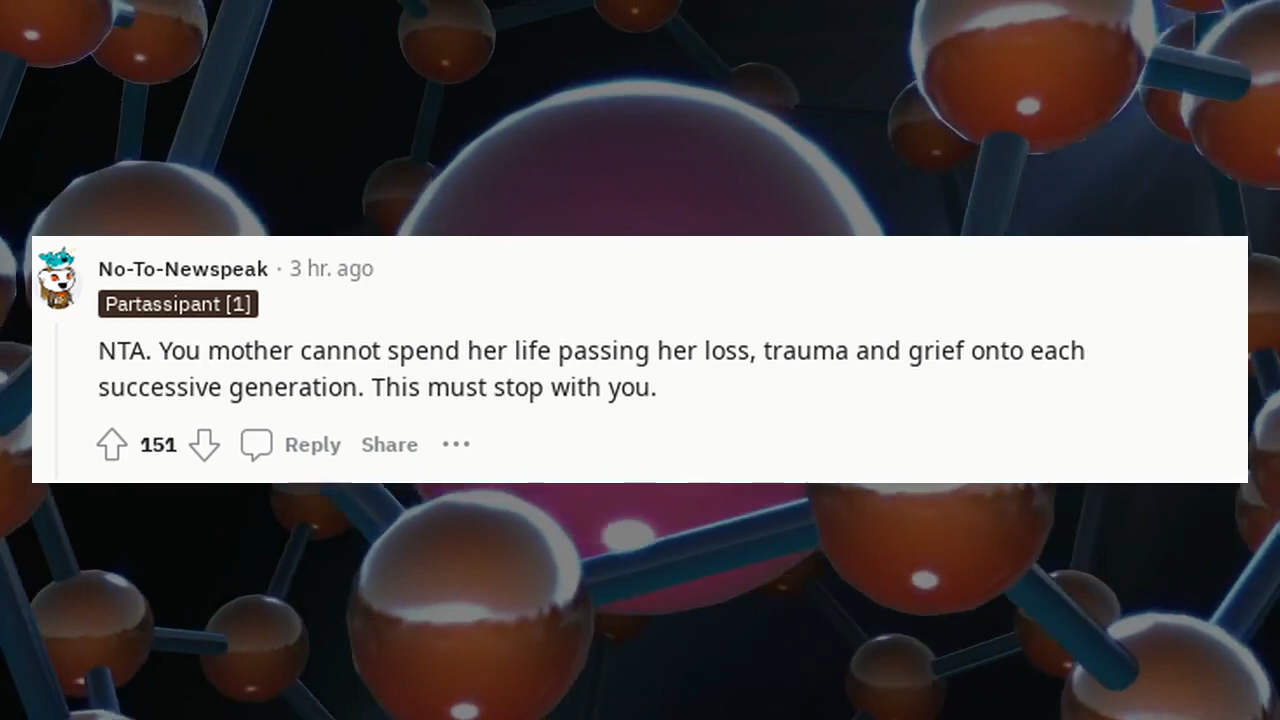 No-To-Newspeak · 3 hr. ago
Partassipant [1]
NTA. You mother cannot spend her life passing her loss, trauma and grief onto each
successive generation. This must stop with you.
151 Reply Share ···